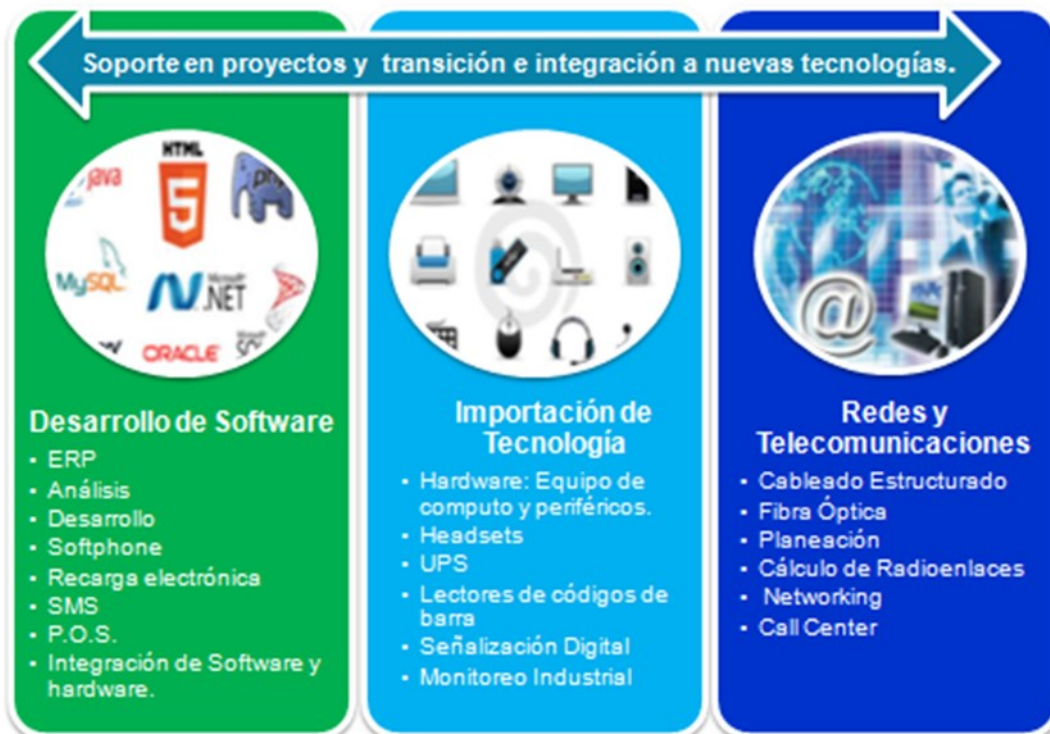 Soporte en proyectos y transición e integración a nuevas tecnologías.
java
HTML
5
php
MySQL
Microsoft
.NET
ORACLE
Microsoft
@
Desarrollo de Software
• ERP
• Análisis
• Desarrollo
• Softphone
• Recarga electrónica
• SMS
• P.O.S.
• Integración de Software y
hardware.
Importación de
Tecnología
• Hardware: Equipo de
computo y periféricos.
• Headsets
• UPS
• Lectores de códigos de
barra
• Señalización Digital
• Monitoreo Industrial
Redes y
Telecomunicaciones
• Cableado Estructurado
• Fibra Óptica
• Planeación
• Cálculo de Radioenlaces
• Networking
• Call Center